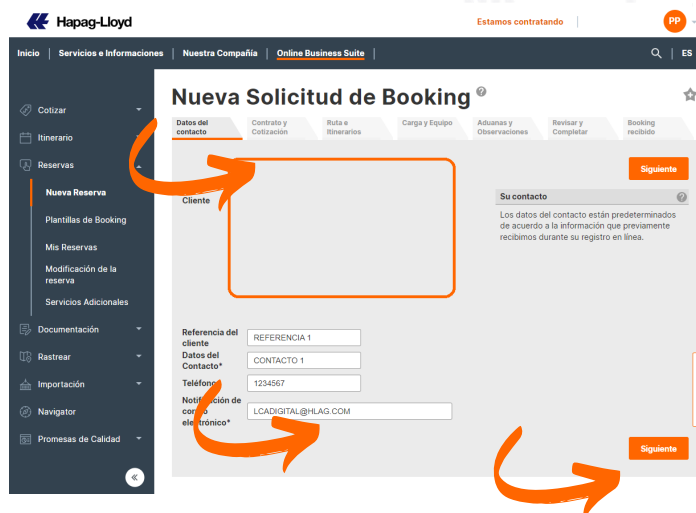 Hapag-Lloyd
Estamos contratando
PP
Inicio
Servicios e Informaciones
Nuestra Compañía
Online Business Suite
ES
Cotizar
Itinerario
Reservas
Nueva Reserva
Plantillas de Booking
Mis Reservas
Modificación de la
reserva
Servicios Adicionales
Documentación
Rastrear
Importación
Navigator
Promesas de Calidad
«
Nueva Solicitud de Booking ?
Datos del
contacto
Contrato y
Cotización
Ruta e
Itinerarios
Carga y Equipo
Aduanas y
Observaciones
Revisar y
Completar
Booking
recibido
Siguiente
Cliente
Su contacto ?
Los datos del contacto están predeterminados
de acuerdo a la información que previamente
recibimos durante su registro en línea.
Referencia del
cliente
REFERENCIA 1
Datos del
Contacto*
CONTACTO 1
Teléfono
1234567
Notificación de
correo
electrónico*
LCADIGITAL@HLAG.COM
Siguiente